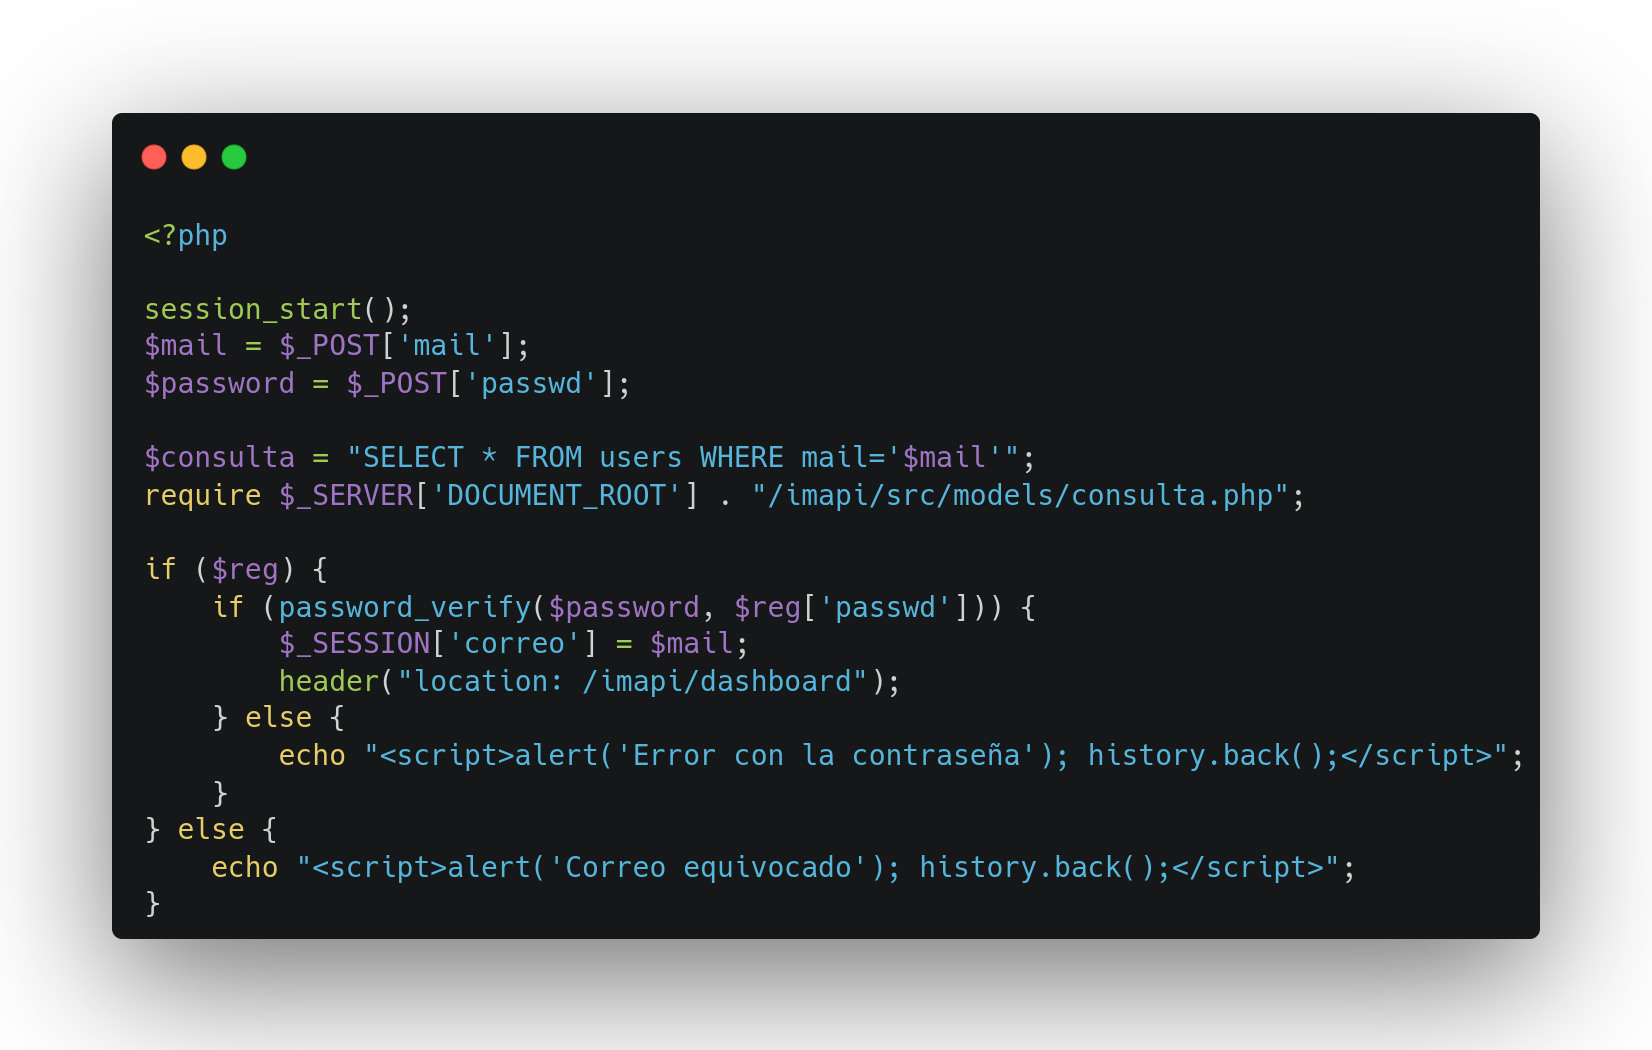 <?php
session_start();
$mail = $_POST['mail'];
$password = $_POST['passwd'];
$consulta = "SELECT * FROM users WHERE mail='$mail'";
require $_SERVER['DOCUMENT_ROOT'] . "/imapi/src/models/consulta.php";
if ($reg) {
    if (password_verify($password, $reg['passwd'])) {
        $_SESSION['correo'] = $mail;
        header("location: /imapi/dashboard");
    } else {
        echo "<script>alert('Error con la contraseña'); history.back();</script>";
    }
} else {
    echo "<script>alert('Correo equivocado'); history.back();</script>";
}